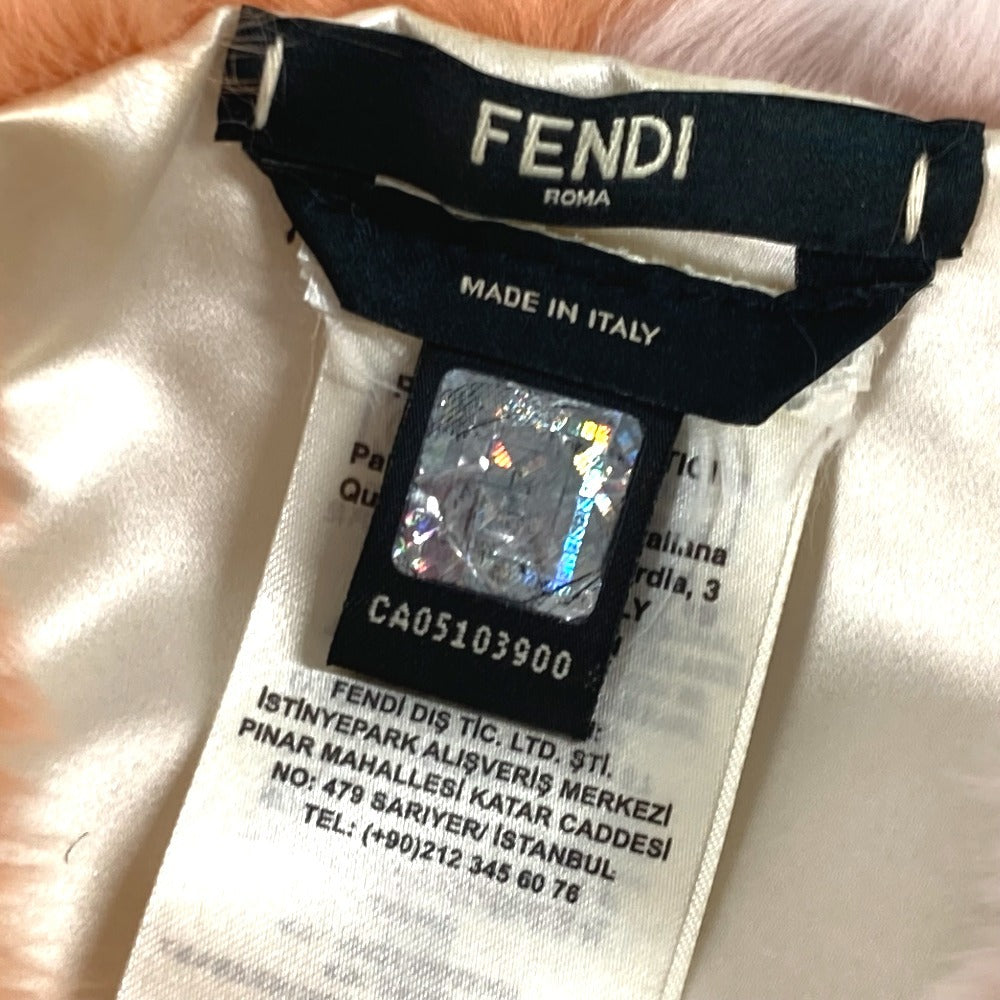 FENDI
ROMA
MADE IN ITALY
CA05103900
FENDİ DIŞ TİC. LTD. ŞTİ.
İSTİNYEPARK ALIŞVERİŞ MERKEZİ
PINAR MAHALLESİ KATAR CADDESİ
NO: 479 SARIYER/ İSTANBUL
TEL: (+90)212 345 60 76